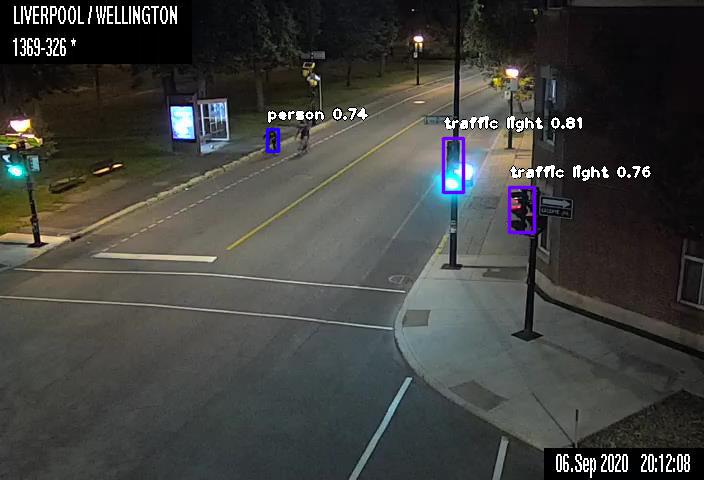 LIVERPOOL / WELLINGTON
1369-326 *
person 0.74
traffic light 0.81
traffic light 0.76
06.Sep 2020 20:12:08